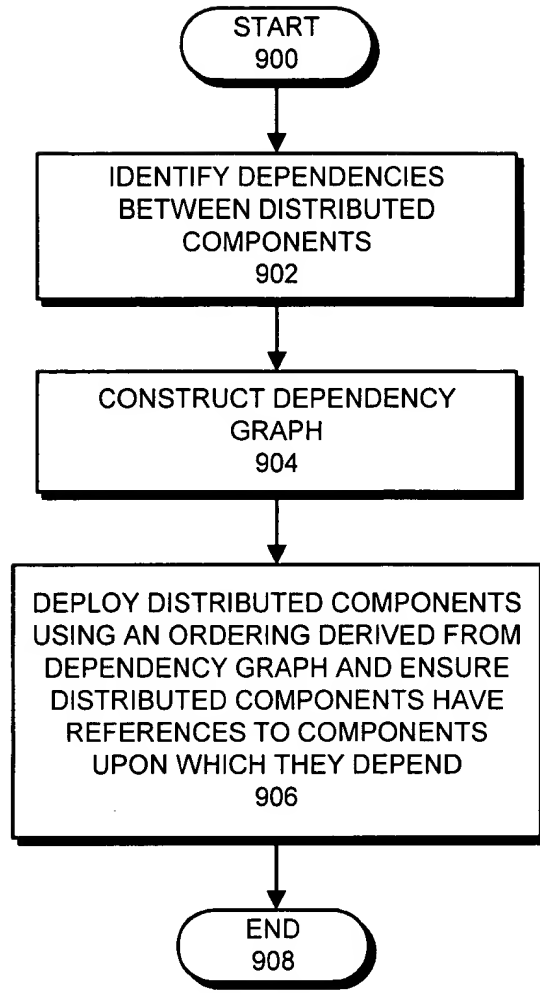 START
900
IDENTIFY DEPENDENCIES
BETWEEN DISTRIBUTED
COMPONENTS
902
CONSTRUCT DEPENDENCY
GRAPH
904
DEPLOY DISTRIBUTED COMPONENTS
USING AN ORDERING DERIVED FROM
DEPENDENCY GRAPH AND ENSURE
DISTRIBUTED COMPONENTS HAVE
REFERENCES TO COMPONENTS
UPON WHICH THEY DEPEND
906
END
908